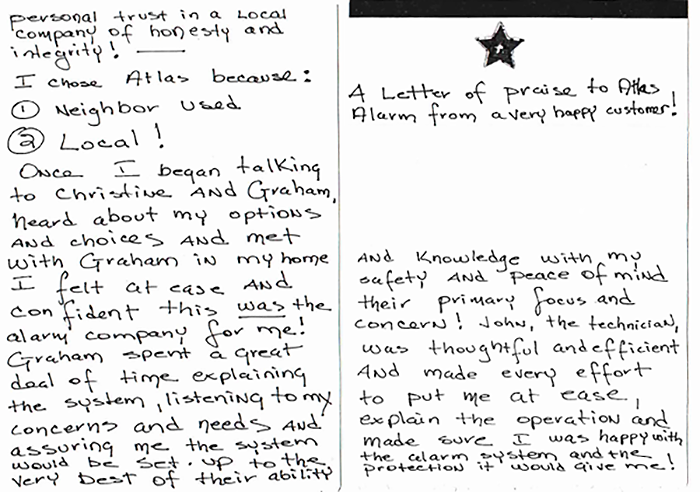 personal trust in a Local
company of honesty and
integrity!
I chose Atlas because:
① Neighbor used
② Local!
Once I began talking
to Christine AND Graham,
heard about my options
AND choices AND met
with Graham in my home
I felt at ease AND
confident this was the
alarm company for me!
Graham spent a great
deal of time explaining
the system, listening to my
concerns and needs AND
assuring me the system
would be set-up to the
very best of their ability
A Letter of praise to Atlas
Alarm from a very happy customer!
AND Knowledge with my
safety AND peace of mind
their primary focus and
concern! John, the technician,
was thoughtful and efficient
AND made every effort
to put me at ease,
explain the operation and
made sure I was happy with
the alarm system and the
protection it would give me!